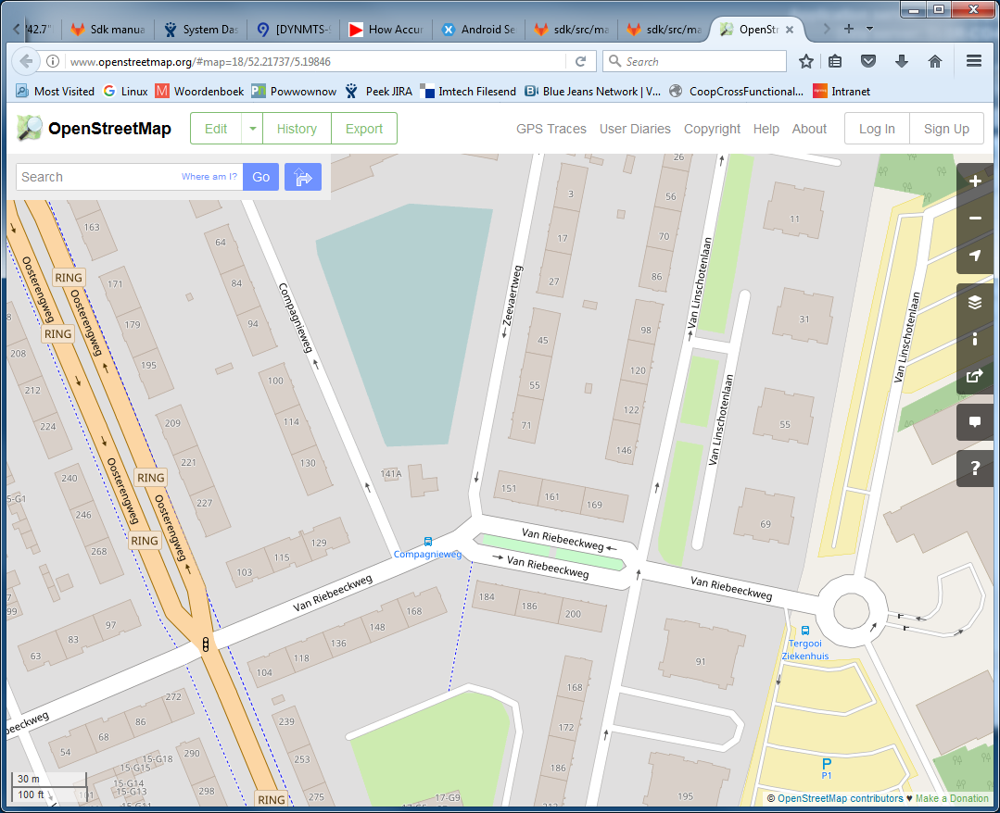 '42.7"
Sdk manua
System Das
[DYNMTS-
How Accur
Android Se
sdk/src/ma
sdk/src/ma
OpenStr
www.openstreetmap.org/#map=18/52.21737/5.19846
Search
Most Visited
Linux
Woordenboek
Powwownow
Peek JIRA
Imtech Filesend
Blue Jeans Network | V...
CoopCrossFunctional...
Intranet
OpenStreetMap
Edit
History
Export
GPS Traces
User Diaries
Copyright
Help
About
Log In
Sign Up
Search
Where am I?
Go
26
3
56
11
163
64
17
70
Oosterengweg
RING
Oosterengweg
171
84
27
86
Zeevaertweg
Van Linschotenlaan
Compagnieweg
31
Van Linschotenlaan
RING
179
94
45
98
208
195
100
55
120
Van Linschotenlaan
212
114
122
55
224
209
71
146
221
130
Oosterengweg
RING
Oosterengweg
240
141A
151
161
169
15-G1
246
227
69
RING
268
129
115
103
Compagnieweg
Van Riebeeckweg
Van Riebeeckweg
Van Riebeeckweg
Van Riebeeckweg
184
186
200
299
97
83
63
168
148
136
118
104
Tergooi
Ziekenhuis
91
168
272
86
68
54
beeckweg
239
172
15-G18
15-G15
290
253
186
P
P1
15-G14
15-G13
101
298
RING
275
17-G9
195
30 m
100 ft
© OpenStreetMap contributors ♥ Make a Donation